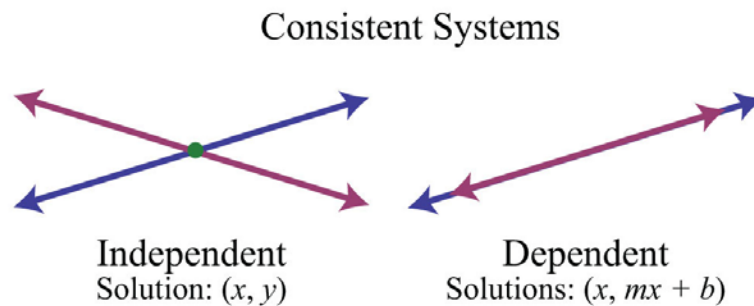 Consistent Systems
Independent
Solution: (x, y)
Dependent
Solutions: (x, mx + b)